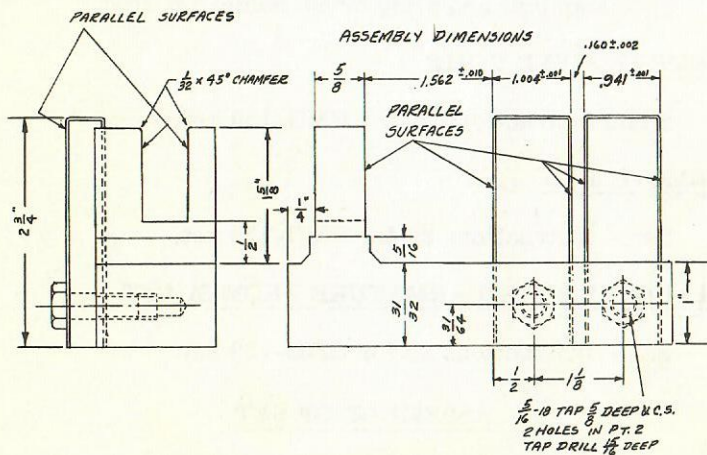 PARALLEL SURFACES
ASSEMBLY DIMENSIONS
.160±.002
5/8
1.562 ±.010
1.004±.001
.941±.001
1/32 x 45° CHAMFER
PARALLEL
SURFACES
2 3/4"
1 5/8"
1/4"
1/2
5/16
31/32
31/64
1"
1/2
1 1/8
5/16-18 TAP 5/8 DEEP U.C.S.
2 HOLES IN PT. 2
TAP DRILL 15/16 DEEP